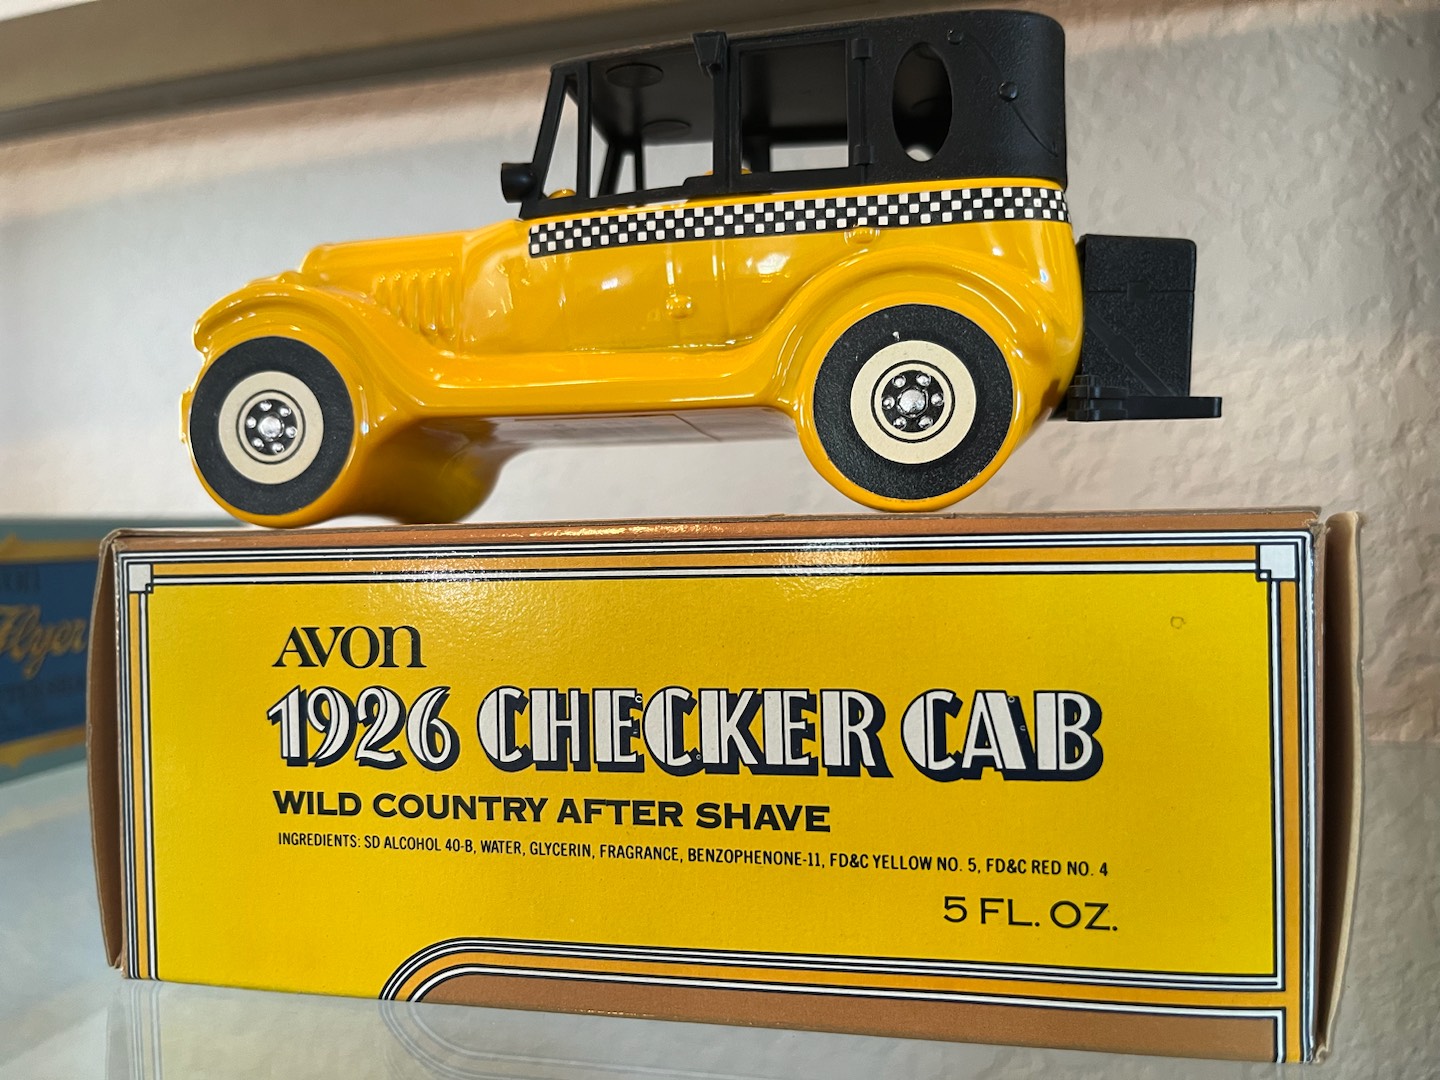 AVON
1926 CHECKER CAB
WILD COUNTRY AFTER SHAVE
INGREDIENTS: SD ALCOHOL 40-B, WATER, GLYCERIN, FRAGRANCE, BENZOPHENONE-11, FD&C YELLOW NO. 5, FD&C RED NO. 4
5 FL. OZ.
Flyer